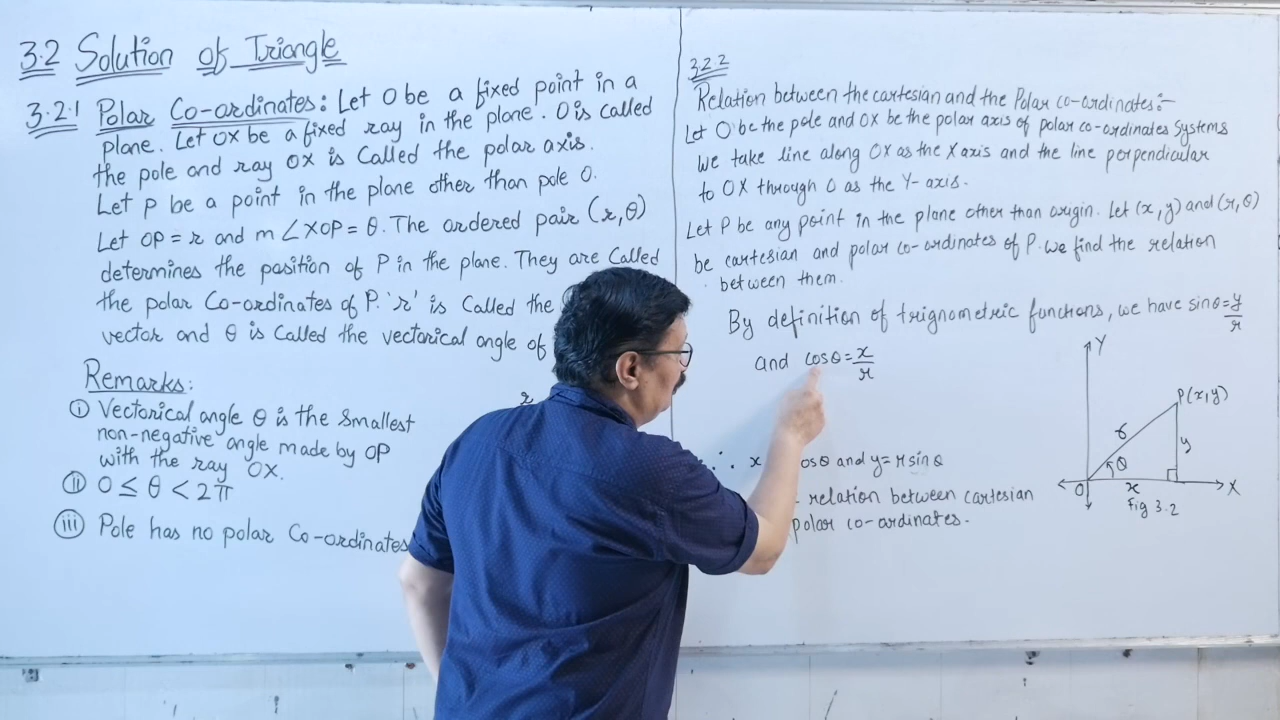 3.2 Solution of Triangle
3.2.1 Polar Co-ordinates: Let O be a fixed point in a
plane. Let OX be a fixed ray in the plane. O is called
the pole and ray OX is Called the polar axis.
Let P be a point in the plane other than pole O.
Let OP = r and m∠XOP = θ. The ordered pair (r,θ)
determines the position of P in the plane. They are Called
the polar Co-ordinates of P. 'r' is Called the
vector and θ is Called the vectorical angle of
Remarks:
(i) Vectorical angle θ is the Smallest
non-negative angle made by OP
with the ray OX.
(ii) 0 ≤ θ < 2π
(iii) Pole has no polar Co-ordinates
r
3.2.2
Relation between the cartesian and the Polar co-ordinates:-
Let O be the pole and OX be the polar axis of polar co-ordinates Systems
We take line along OX as the X axis and the line perpendicular
to OX through O as the Y-axis.
Let P be any point in the plane other than origin. Let (x,y) and (r,θ)
be cartesian and polar co-ordinates of P. we find the relation
between them.
By definition of trignometric functions, we have sinθ = y/r
and cosθ = x/r
∴ x osθ and y = r sinθ
relation between cartesian
polar co-ordinates.
Y
P(x,y)
r
y
θ
O
x
X
Fig 3.2